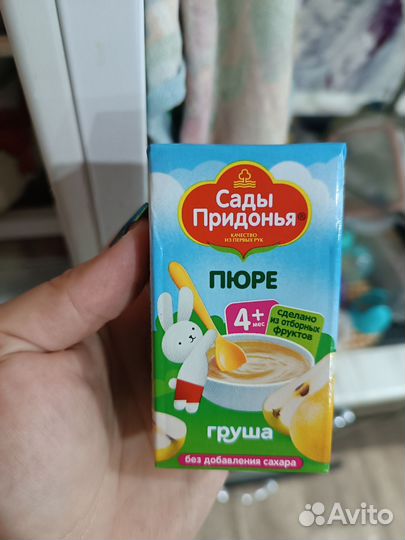 Сады
Придонья®
КАЧЕСТВО
ИЗ ПЕРВЫХ РУК
ПЮРЕ
4+
мес
сделано
из отборных
фруктов
груша
без добавления сахара
Avito